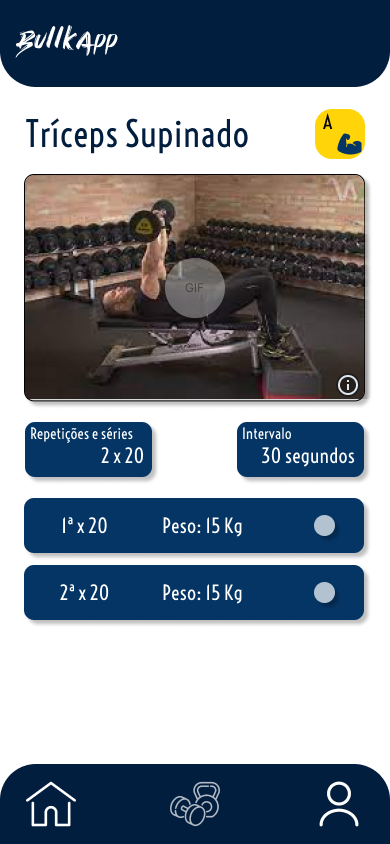 BullkApp
Tríceps Supinado
A
GIF
Repetições e séries
2 x 20
Intervalo
30 segundos
1ª x 20 Peso: 15 Kg
2ª x 20 Peso: 15 Kg